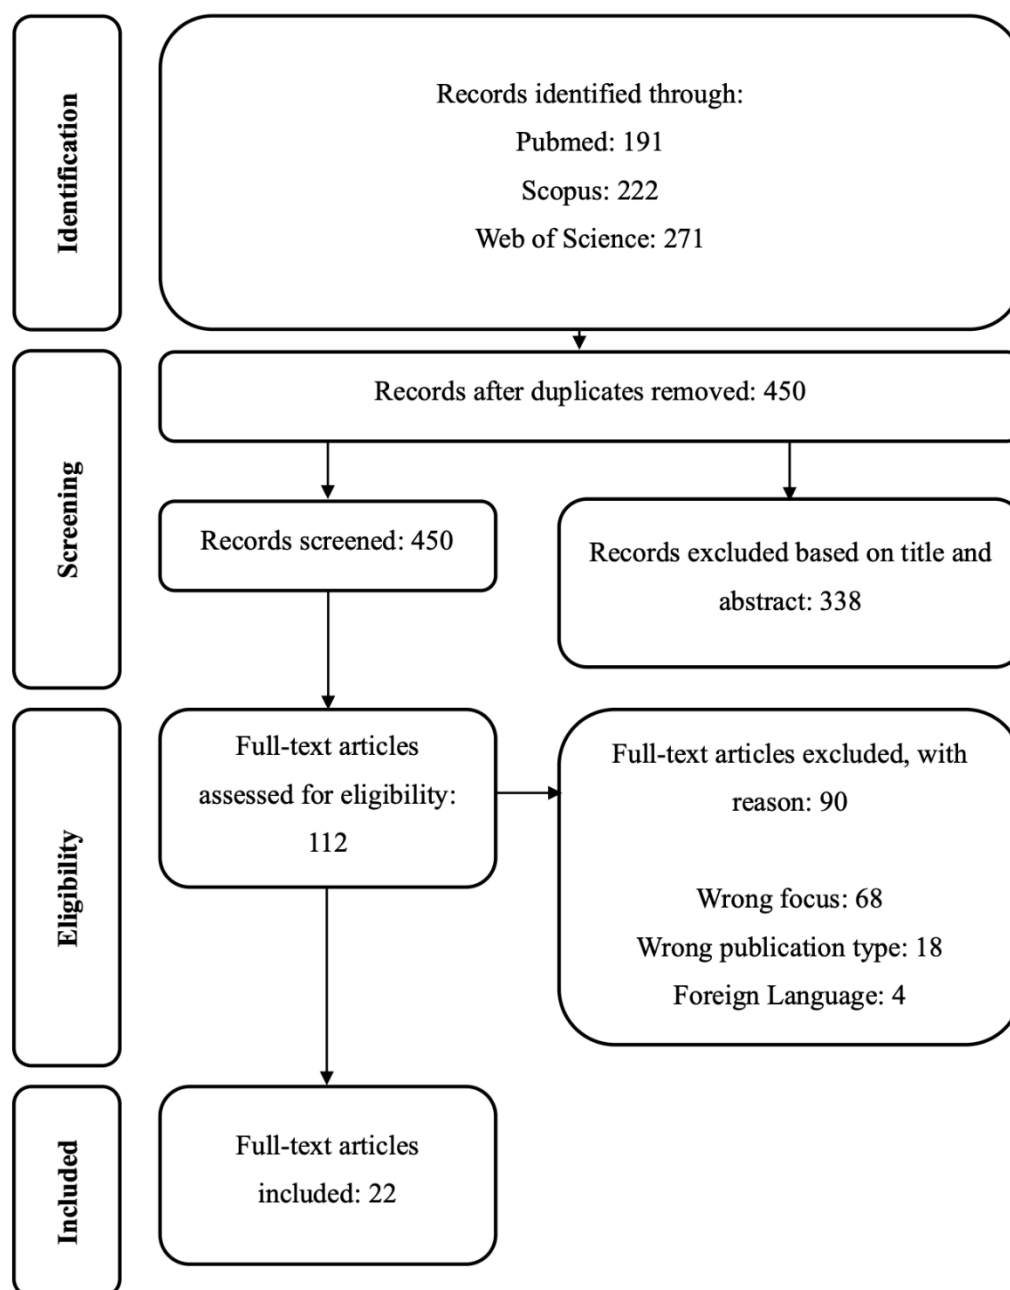 Identification
Records identified through:
Pubmed: 191
Scopus: 222
Web of Science: 271
Screening
Records after duplicates removed: 450
Records screened: 450
Records excluded based on title and
abstract: 338
Eligibility
Full-text articles
assessed for eligibility:
112
Full-text articles excluded, with
reason: 90
Wrong focus: 68
Wrong publication type: 18
Foreign Language: 4
Included
Full-text articles
included: 22